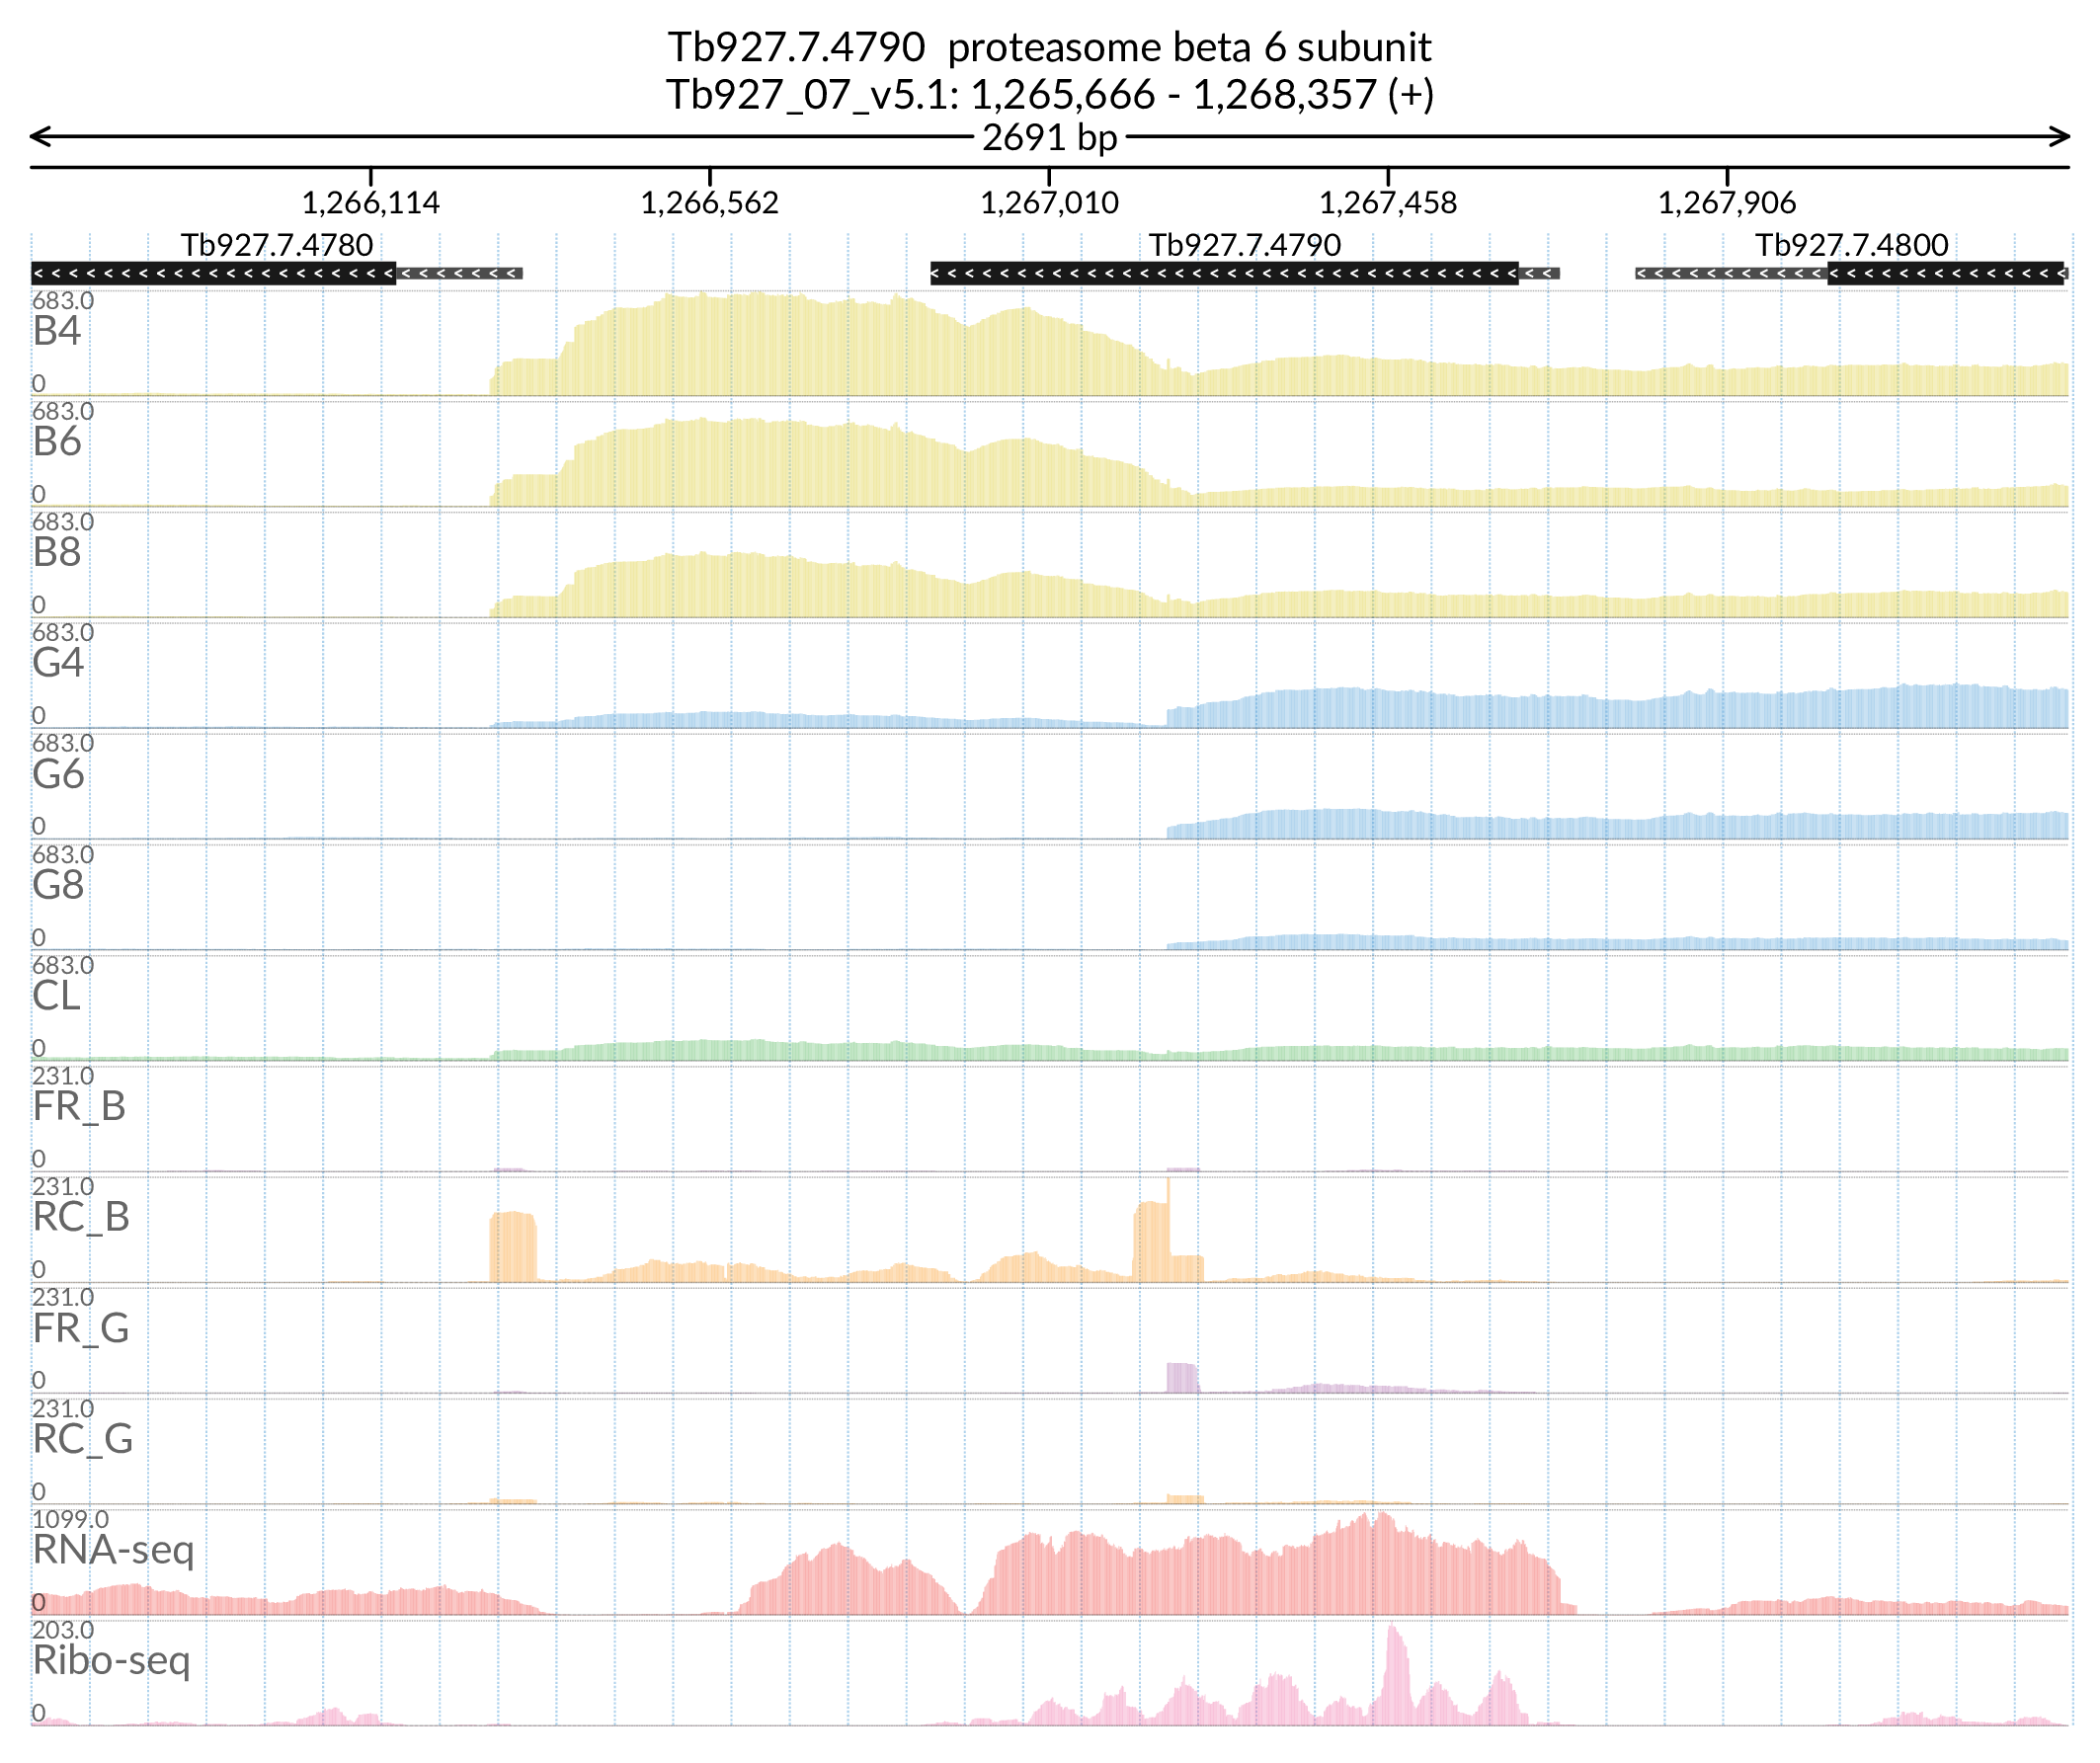 Tb927.7.4790 proteasome beta 6 subunit
Tb927_07_v5.1: 1,265,666 - 1,268,357 (+)
2691 bp
1,266,114 1,266,562 1,267,010 1,267,458 1,267,906
Tb927.7.4780 Tb927.7.4790 Tb927.7.4800
683.0
B4
0
683.0
B6
0
683.0
B8
0
683.0
G4
0
683.0
G6
0
683.0
G8
0
683.0
CL
0
231.0
FR_B
0
231.0
RC_B
0
231.0
FR_G
0
231.0
RC_G
0
1099.0
RNA-seq
0
203.0
Ribo-seq
0